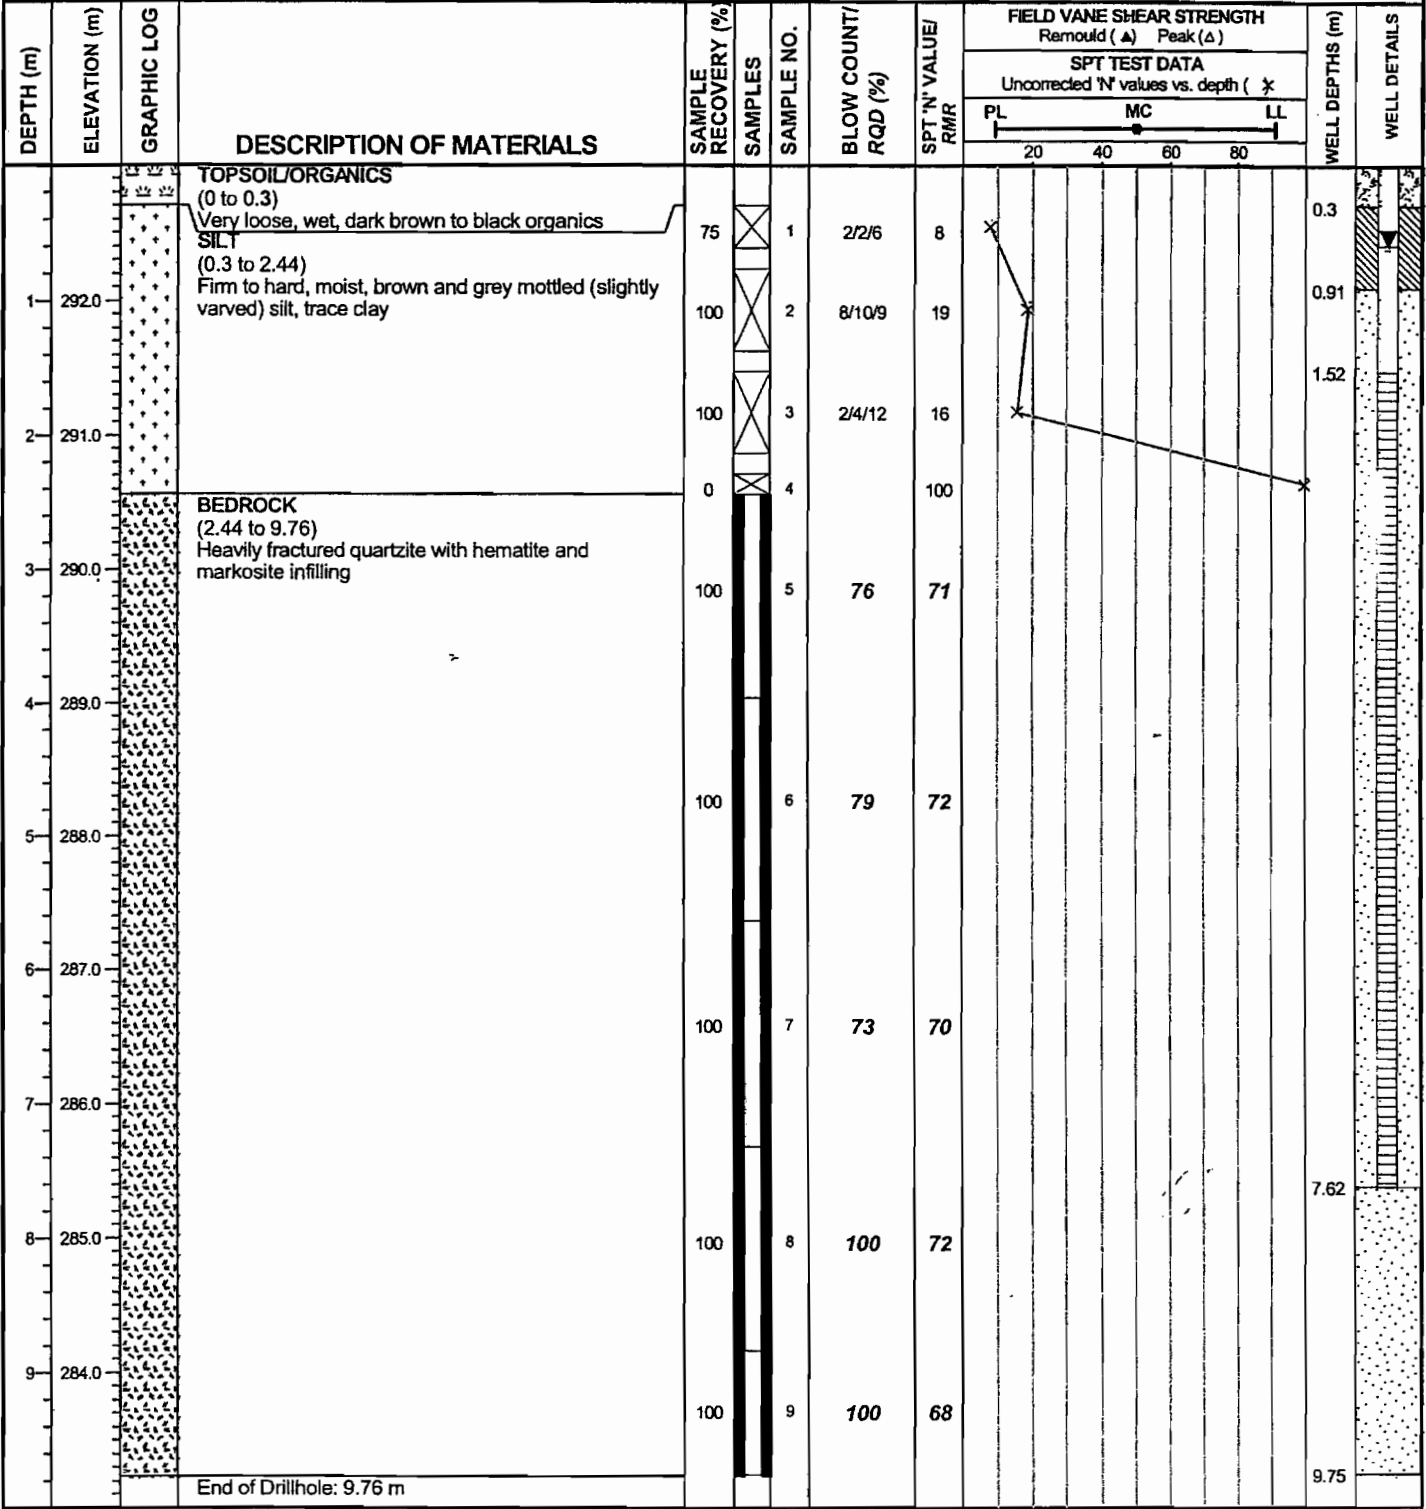 DEPTH (m)
ELEVATION (m)
GRAPHIC LOG
DESCRIPTION OF MATERIALS
SAMPLE RECOVERY (%)
SAMPLES
SAMPLE NO.
BLOW COUNT/
RQD (%)
SPT 'N' VALUE/
RMR
FIELD VANE SHEAR STRENGTH
Remould ( ▲ ) Peak ( △ )
SPT TEST DATA
Uncorrected 'N' values vs. depth (
PL MC LL
20 40 60 80
WELL DEPTHS (m)
WELL DETAILS
TOPSOIL/ORGANICS
(0 to 0.3)
Very loose, wet, dark brown to black organics
0.3
75 1 2/2/6 8
SILT
(0.3 to 2.44)
Firm to hard, moist, brown and grey mottled (slightly
varved) silt, trace clay
0.91
1 292.0
100 2 8/10/9 19
1.52
100 3 2/4/12 16
2 291.0
0 4 100
BEDROCK
(2.44 to 9.76)
Heavily fractured quartzite with hematite and
markosite infilling
3 290.0
100 5 76 71
4 289.0
100 6 79 72
5 288.0
6 287.0
100 7 73 70
7 286.0
7.62
8 285.0
100 8 100 72
9 284.0
100 9 100 68
9.75
End of Drillhole: 9.76 m